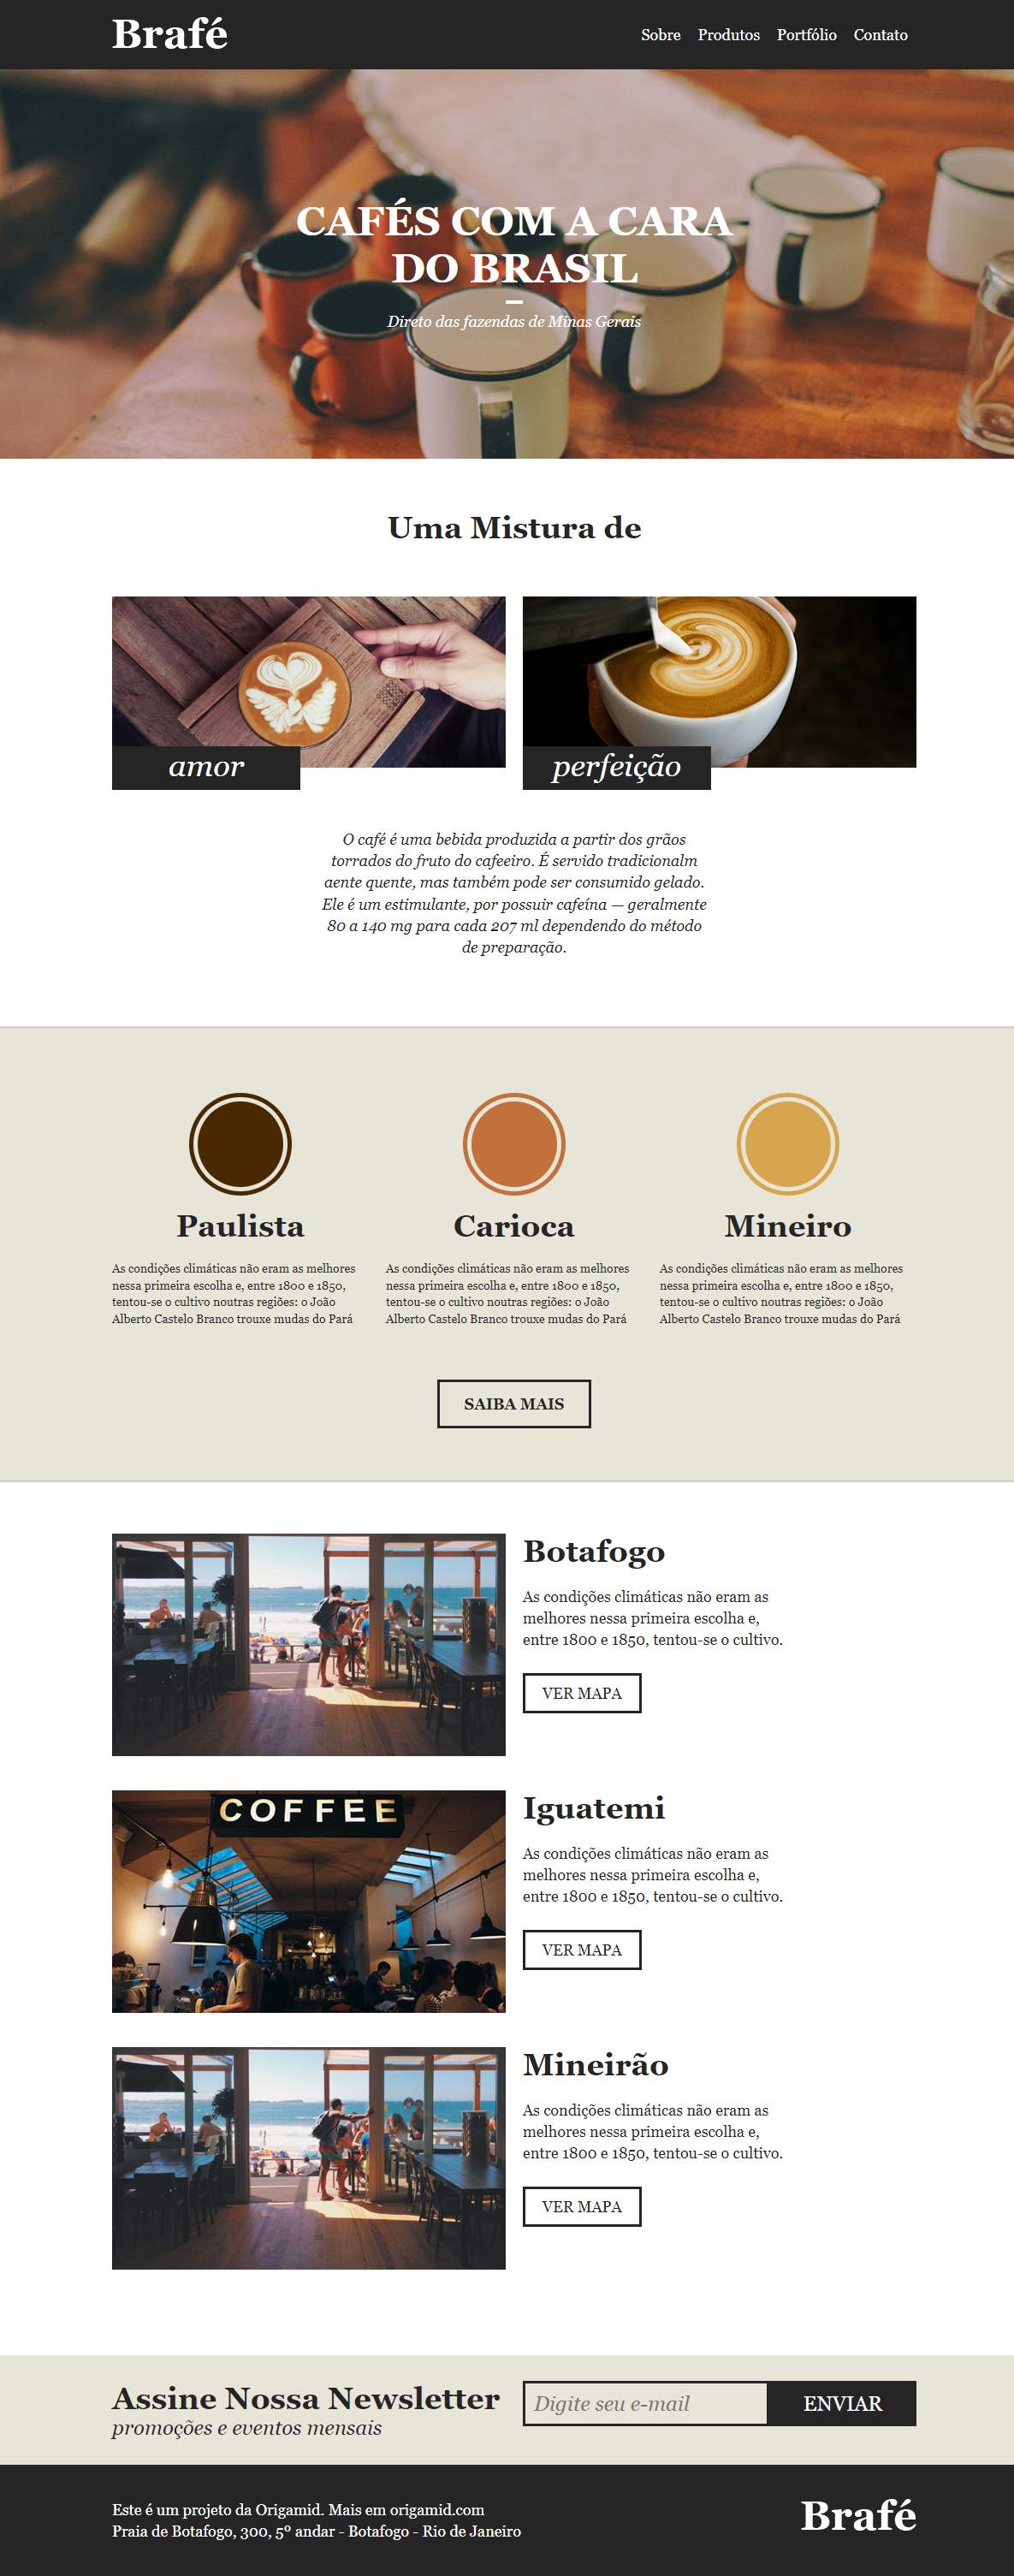 Brafé
Sobre Produtos Portfólio Contato
CAFÉS COM A CARA
DO BRASIL
Direto das fazendas de Minas Gerais
Uma Mistura de
amor
perfeição
O café é uma bebida produzida a partir dos grãos
torrados do fruto do cafeeiro. É servido tradicionalm
aente quente, mas também pode ser consumido gelado.
Ele é um estimulante, por possuir cafeína — geralmente
80 a 140 mg para cada 207 ml dependendo do método
de preparação.
Paulista
As condições climáticas não eram as melhores
nessa primeira escolha e, entre 1800 e 1850,
tentou-se o cultivo noutras regiões: o João
Alberto Castelo Branco trouxe mudas do Pará
Carioca
As condições climáticas não eram as melhores
nessa primeira escolha e, entre 1800 e 1850,
tentou-se o cultivo noutras regiões: o João
Alberto Castelo Branco trouxe mudas do Pará
Mineiro
As condições climáticas não eram as melhores
nessa primeira escolha e, entre 1800 e 1850,
tentou-se o cultivo noutras regiões: o João
Alberto Castelo Branco trouxe mudas do Pará
SAIBA MAIS
Botafogo
As condições climáticas não eram as
melhores nessa primeira escolha e,
entre 1800 e 1850, tentou-se o cultivo.
VER MAPA
COFFEE
Iguatemi
As condições climáticas não eram as
melhores nessa primeira escolha e,
entre 1800 e 1850, tentou-se o cultivo.
VER MAPA
Mineirão
As condições climáticas não eram as
melhores nessa primeira escolha e,
entre 1800 e 1850, tentou-se o cultivo.
VER MAPA
Assine Nossa Newsletter
promoções e eventos mensais
Digite seu e-mail
ENVIAR
Este é um projeto da Origamid. Mais em origamid.com
Praia de Botafogo, 300, 5º andar - Botafogo - Rio de Janeiro
Brafé